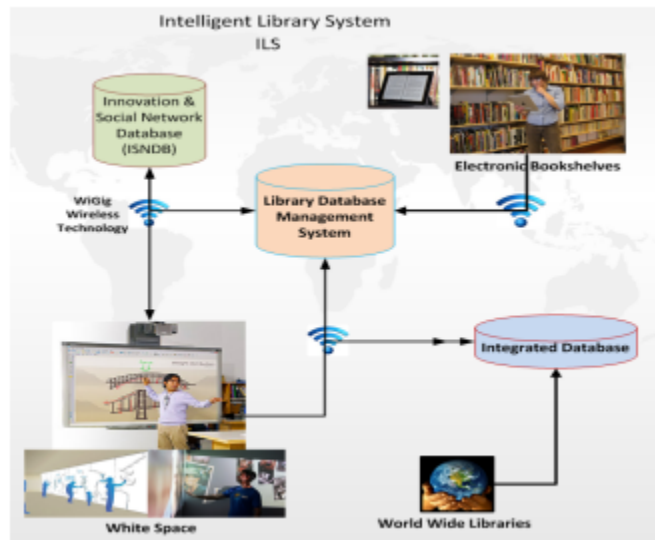 Intelligent Library System
ILS
Innovation &
Social Network
Database
(ISNDB)
Electronic Bookshelves
WiGig
Wireless
Technology
Library Database
Management
System
Integrated Database
White Space
World Wide Libraries